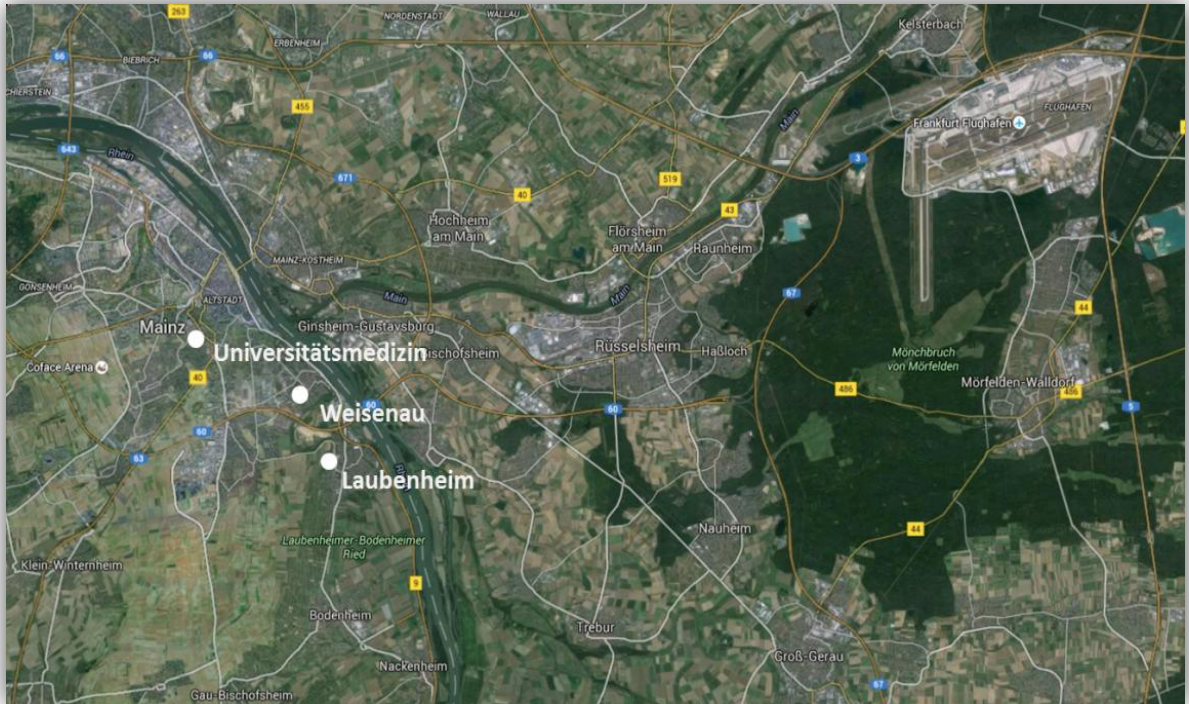 263
NORDENSTADT
WALLAU
Kelsterbach
ERBENHEIM
66
BIEBRICH
66
CHIERSTEIN
455
FLUGHAFEN
Frankfurt Flughafen
Main
643
Rhein
3
671
519
40
43
Hochheim
am Main
Flörsheim
am Main
Raunheim
MAINZ-KOSTHEIM
GONSENHEIM
67
Main
Main
ALTSTADT
44
Mainz
Ginsheim-Gustavsburg
Universitätsmedizin
Bischofsheim
Rüsselsheim
Haßloch
Mönchbruch
von Mörfelden
Coface Arena
40
Mörfelden-Walldorf
486
486
Weisenau
60
60
5
60
63
Laubenheim
Rhein
44
Nauheim
Laubenheimer-Bodenheimer
Ried
Klein-Winternheim
9
Bodenheim
Trebur
Groß-Gerau
Nackenheim
67
Gau-Bischofsheim